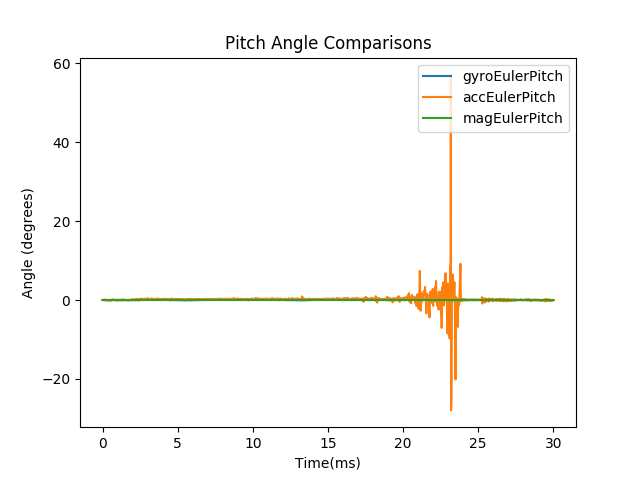 Pitch Angle Comparisons
60
40
20
0
−20
Angle (degrees)
gyroEulerPitch
accEulerPitch
magEulerPitch
0 5 10 15 20 25 30
Time(ms)